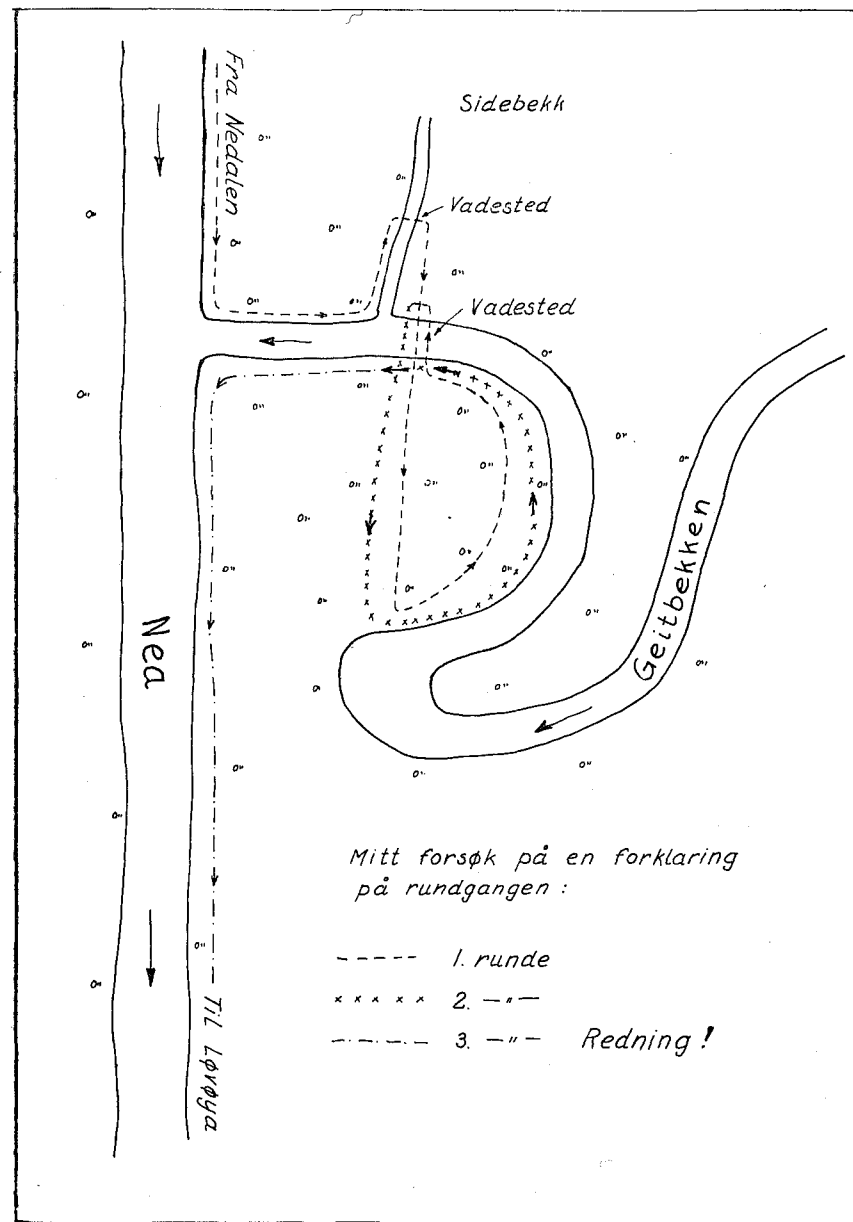 Fra Nedalen
Sidebekk
Vadested
Vadested
Geitbekken
Nea
Mitt forsøk på en forklaring
på rundgangen :
1. runde
2. — " —
3. — " — Redning !
Til Lørøya